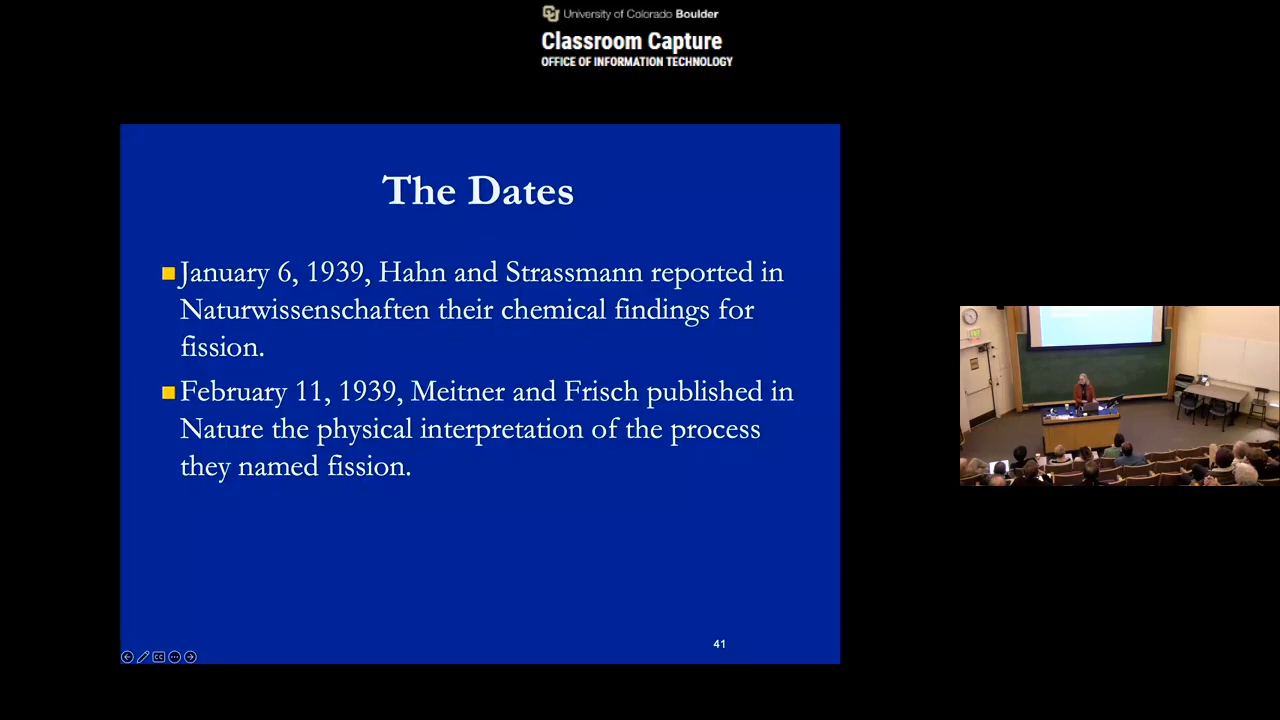 University of Colorado Boulder
Classroom Capture
OFFICE OF INFORMATION TECHNOLOGY
The Dates
January 6, 1939, Hahn and Strassmann reported in
Naturwissenschaften their chemical findings for
fission.
February 11, 1939, Meitner and Frisch published in
Nature the physical interpretation of the process
they named fission.
41